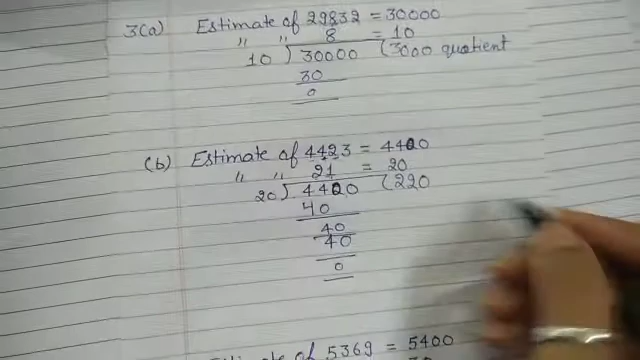 3(a) Estimate of 29832 = 30000
" " 8 = 10
10 ) 30000 ( 3000 quotient
30
0
(b) Estimate of 4423 = 4400
" " 21 = 20
20 ) 4400 ( 220
40
40
40
0
of 5369 = 5400